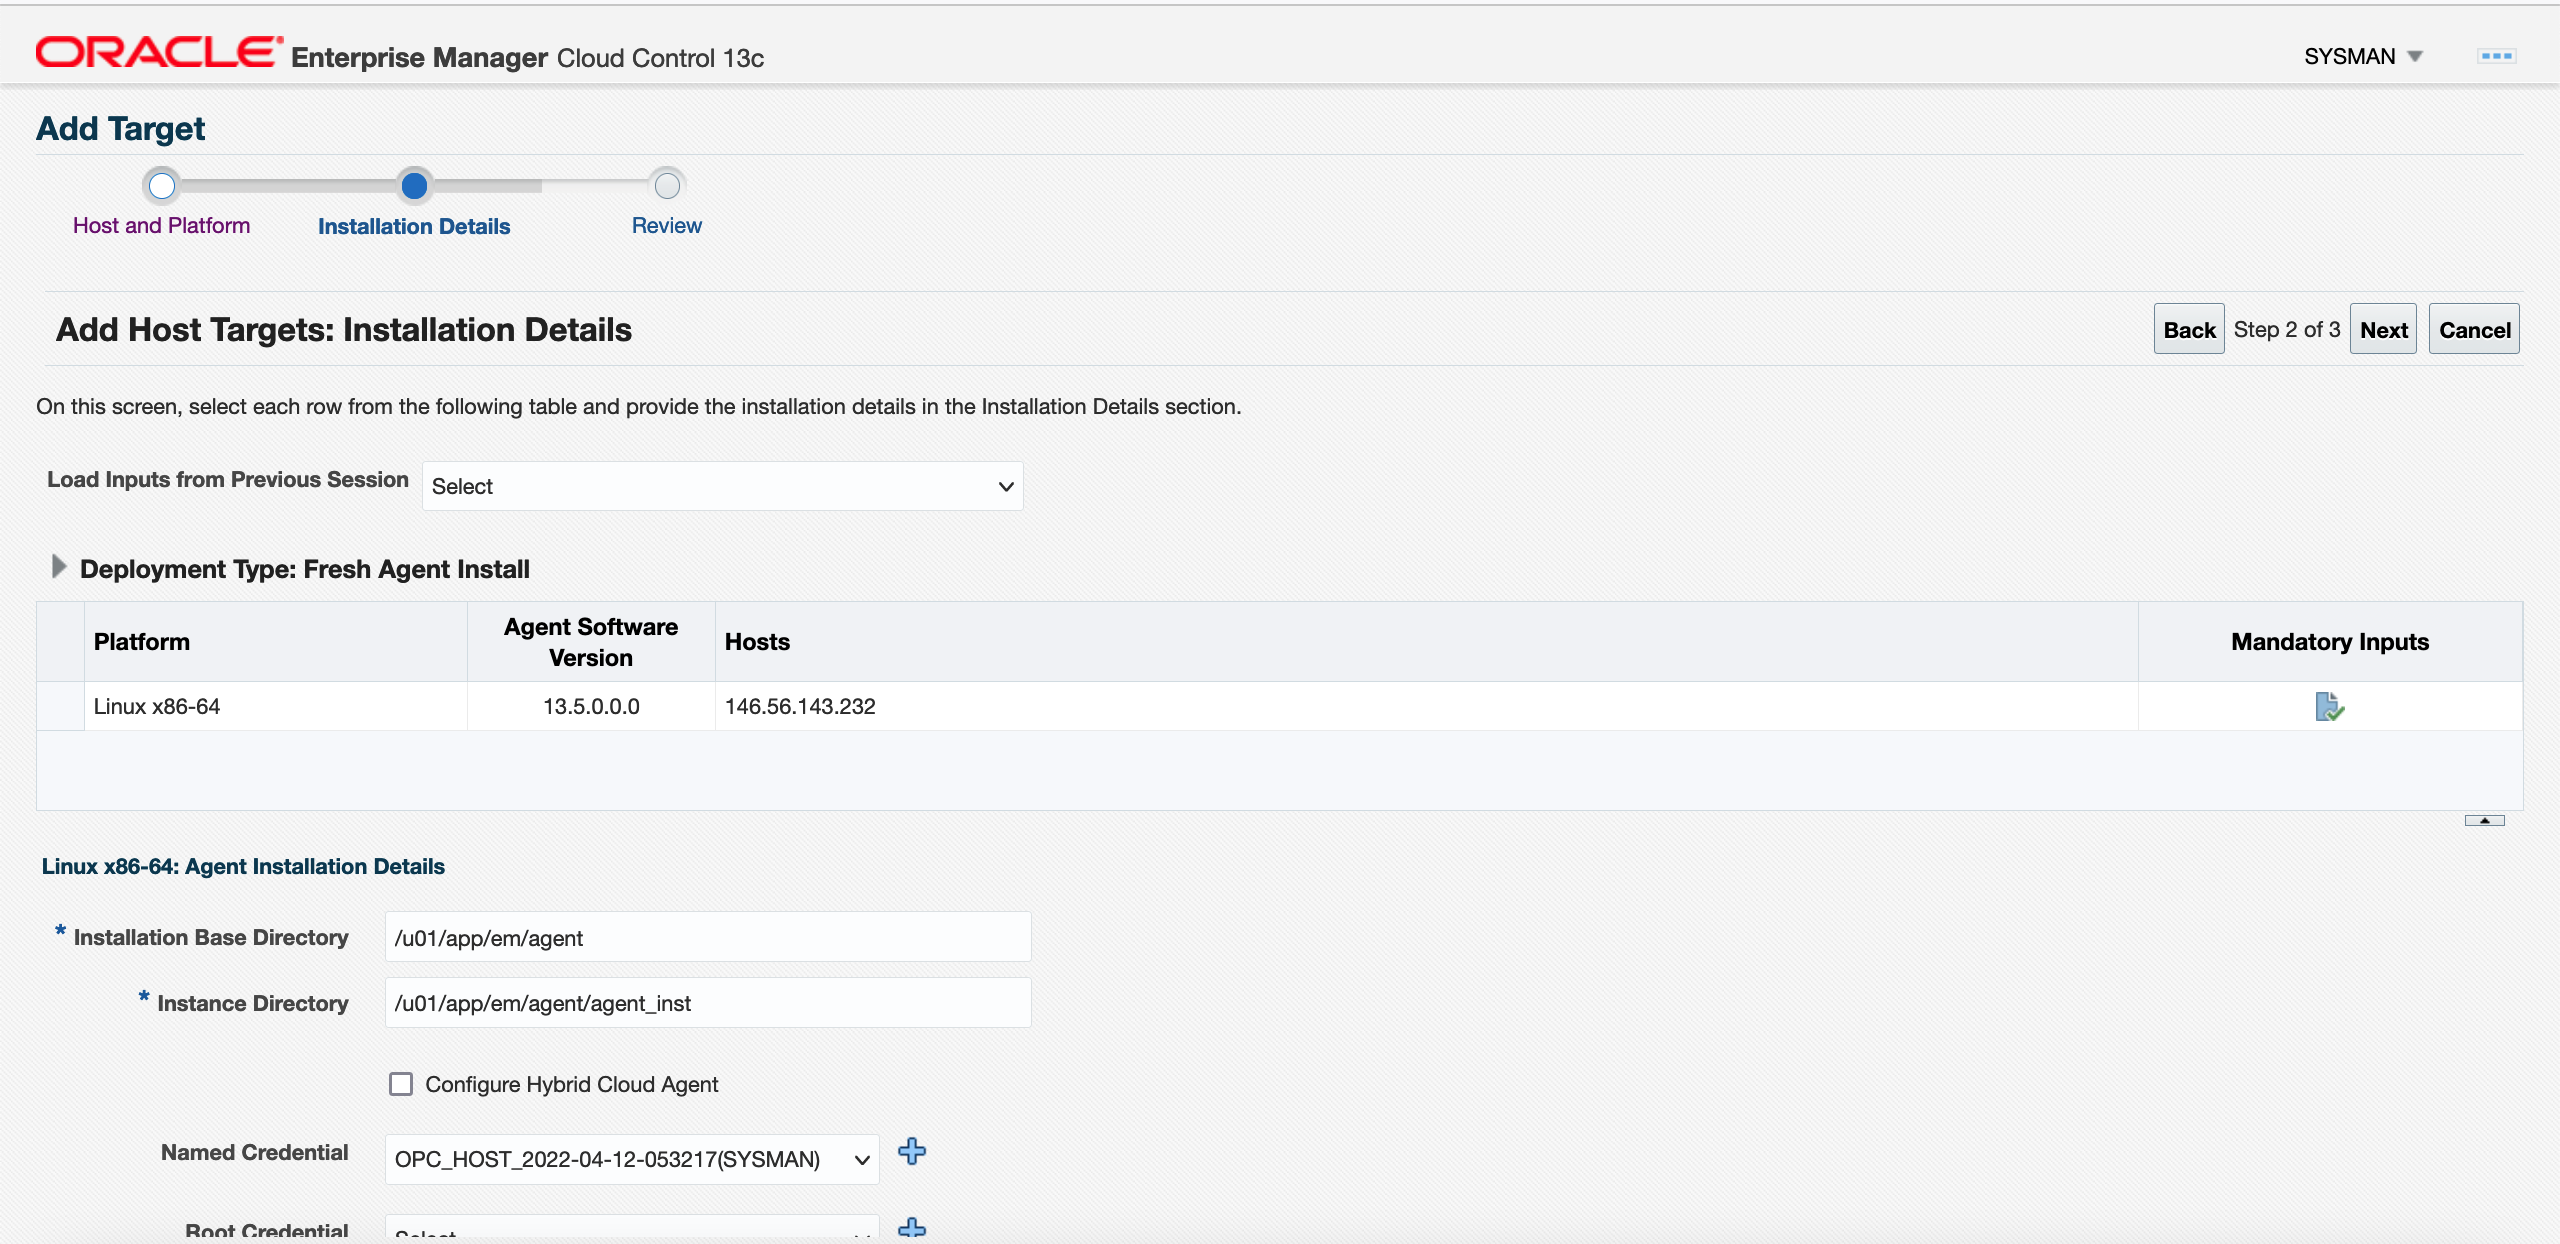 ORACLE Enterprise Manager Cloud Control 13c
SYSMAN
Add Target
Host and Platform
Installation Details
Review
Add Host Targets: Installation Details
Back Step 2 of 3 Next Cancel
On this screen, select each row from the following table and provide the installation details in the Installation Details section.
Load Inputs from Previous Session Select
Deployment Type: Fresh Agent Install
Platform
Agent Software
Version
Hosts
Mandatory Inputs
Linux x86-64
13.5.0.0.0
146.56.143.232
Linux x86-64: Agent Installation Details
* Installation Base Directory /u01/app/em/agent
* Instance Directory /u01/app/em/agent/agent_inst
Configure Hybrid Cloud Agent
Named Credential OPC_HOST_2022-04-12-053217(SYSMAN)
Root Credential Select